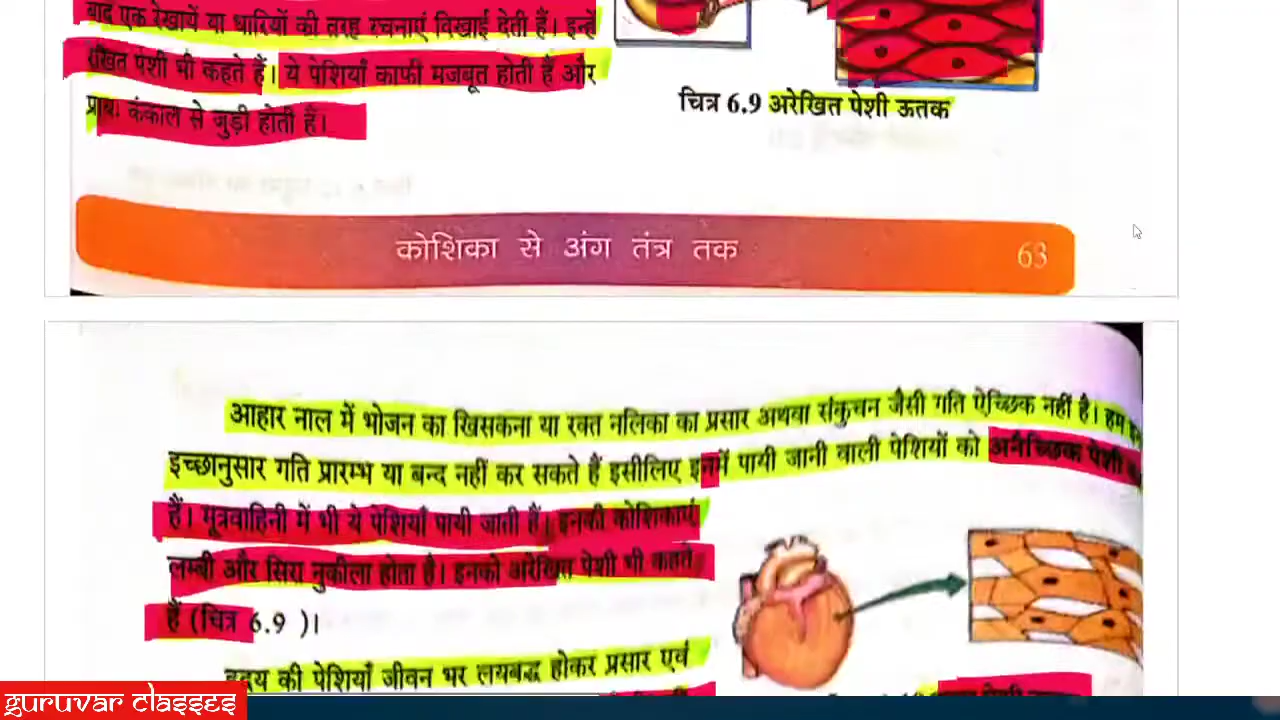 बाद एक रेखायें या धारियों की तरह रचनाएं दिखाई देती हैं। इन्हें
रेखित पेशी भी कहते हैं। ये पेशियाँ काफी मजबूत होती हैं और
प्रायः कंकाल से जुड़ी होती हैं।
चित्र 6.9 अरेखित पेशी ऊतक
कोशिका से अंग तंत्र तक 63
आहार नाल में भोजन का खिसकना या रक्त नलिका का प्रसार अथवा संकुचन जैसी गति ऐच्छिक नहीं है। हम
इच्छानुसार गति प्रारम्भ या बन्द नहीं कर सकते हैं इसीलिए इनमें पायी जाने वाली पेशियों को अनैच्छिक पेशी
हैं। मूत्रवाहिनी में भी ये पेशियाँ पायी जाती हैं। इनकी कोशिकाएं
लम्बी और सिरा नुकीला होता है। इनको अरेखित पेशी भी कहते
हैं (चित्र 6.9 )।
हृदय की पेशियाँ जीवन भर लयबद्ध होकर प्रसार एवं
GURUVAR CLASSES